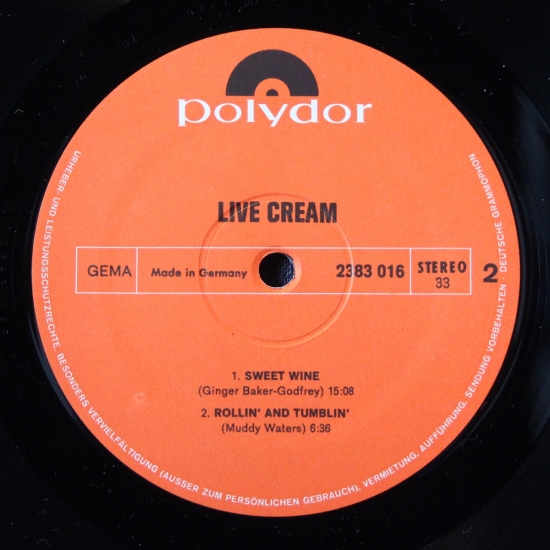 polydor
LIVE CREAM
GEMA
Made in Germany
2383 016
STEREO
33
2
1. SWEET WINE
(Ginger Baker-Godfrey) 15:08
2. ROLLIN' AND TUMBLIN'
(Muddy Waters) 6:36
URHEBER- UND LEISTUNGSSCHUTZRECHTE. BESONDERS VERVIELFÄLTIGUNG (AUSSER ZUM PERSÖNLICHEN GEBRAUCH). VERMIETUNG, AUFFÜHRUNG, SENDUNG VORBEHALTEN DEUTSCHE GRAMMOPHON